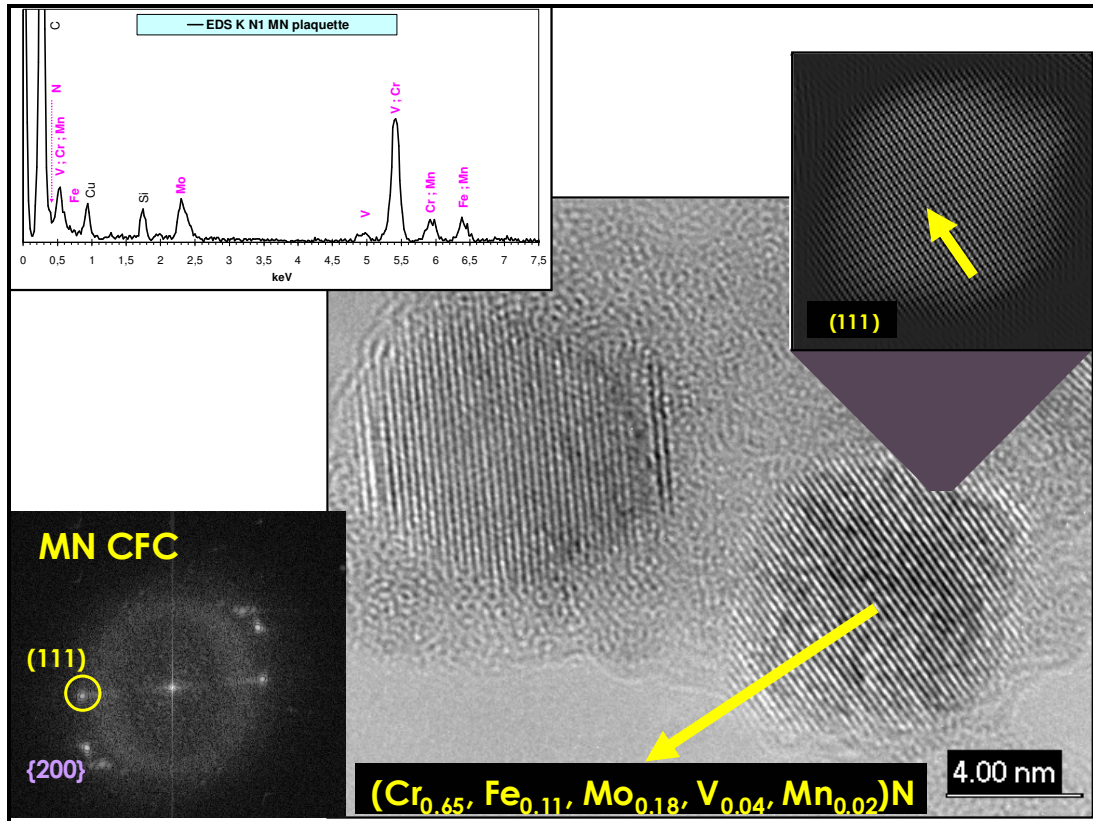 EDS K N1 MN plaquette
C
N
V ; Cr ; Mn
Fe
Cu
Si
Mo
V
V ; Cr
Cr ; Mn
Fe ; Mn
0 0,5 1 1,5 2 2,5 3 3,5 4 4,5 5 5,5 6 6,5 7 7,5
keV
(111)
MN CFC
(111)
{200}
(Cr0.65, Fe0.11, Mo0.18, V0.04, Mn0.02)N
4.00 nm